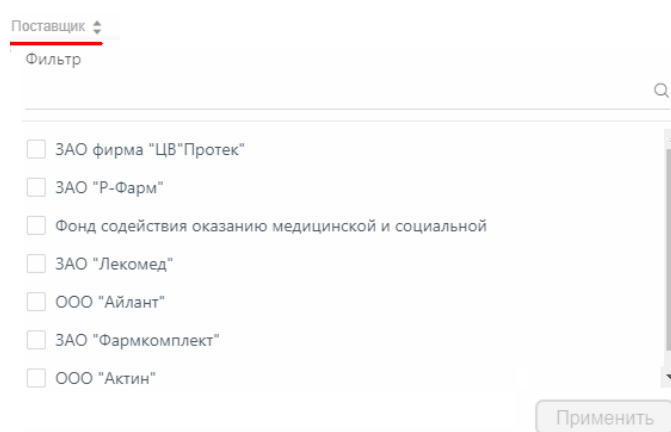 Поставщик
Фильтр
ЗАО фирма "ЦВ"Протек"
ЗАО "Р-Фарм"
Фонд содействия оказанию медицинской и социальной
ЗАО "Лекомед"
ООО "Айлант"
ЗАО "Фармкомплект"
ООО "Актин"
Применить